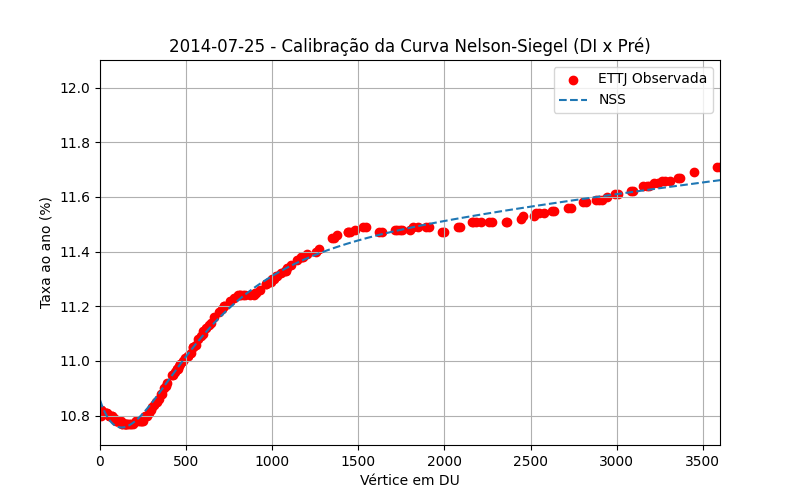 2014-07-25 - Calibração da Curva Nelson-Siegel (DI x Pré)
ETTJ Observada
NSS
12.0
11.8
11.6
11.4
11.2
11.0
10.8
Taxa ao ano (%)
0 500 1000 1500 2000 2500 3000 3500
Vértice em DU